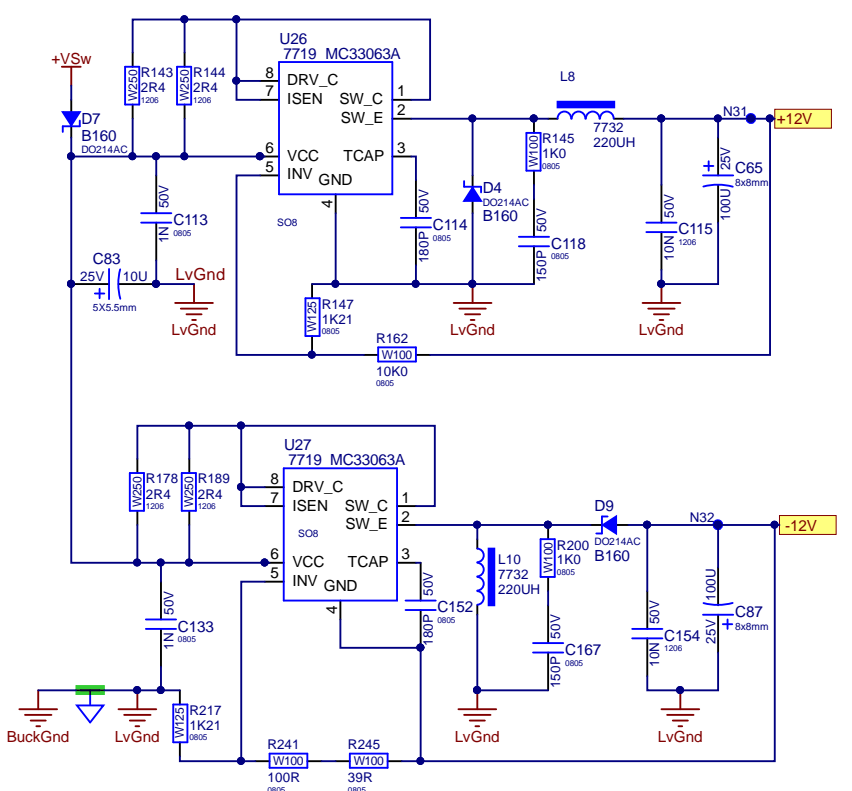 U26
7719 MC33063A
+VSw
W250
R143
2R4
1206
W250
R144
2R4
1206
8 DRV_C
7 ISEN
SW_C 1
SW_E 2
6 VCC
5 INV
TCAP 3
GND
4
SO8
D7
B160
DO214AC
50V
C113
1N
0805
C83
25V 10U
+
5X5.5mm
LvGnd
LvGnd
50V
C114
0805
180P
D4
DO214AC
B160
W100
R145
1K0
0805
50V
C118
0805
150P
L8
7732
220UH
N31
+12V
50V
C115
1206
10N
+
25V
C65
8x8mm
100U
LvGnd
LvGnd
W125
R147
1K21
0805
R162
W100
10K0
0805
U27
7719 MC33063A
W250
R178
2R4
1206
W250
R189
2R4
1206
8 DRV_C
7 ISEN
SW_C 1
SW_E 2
SO8
6 VCC
5 INV
TCAP 3
GND
4
50V
C133
1N
0805
50V
C152
0805
180P
L10
7732
220UH
W100
R200
1K0
0805
50V
C167
0805
150P
D9
DO214AC
B160
N32
-12V
50V
C154
1206
10N
100U
C87
+
8x8mm
25V
BuckGnd
LvGnd
LvGnd
LvGnd
W125
R217
1K21
0805
R241
W100
100R
0805
R245
W100
39R
0805